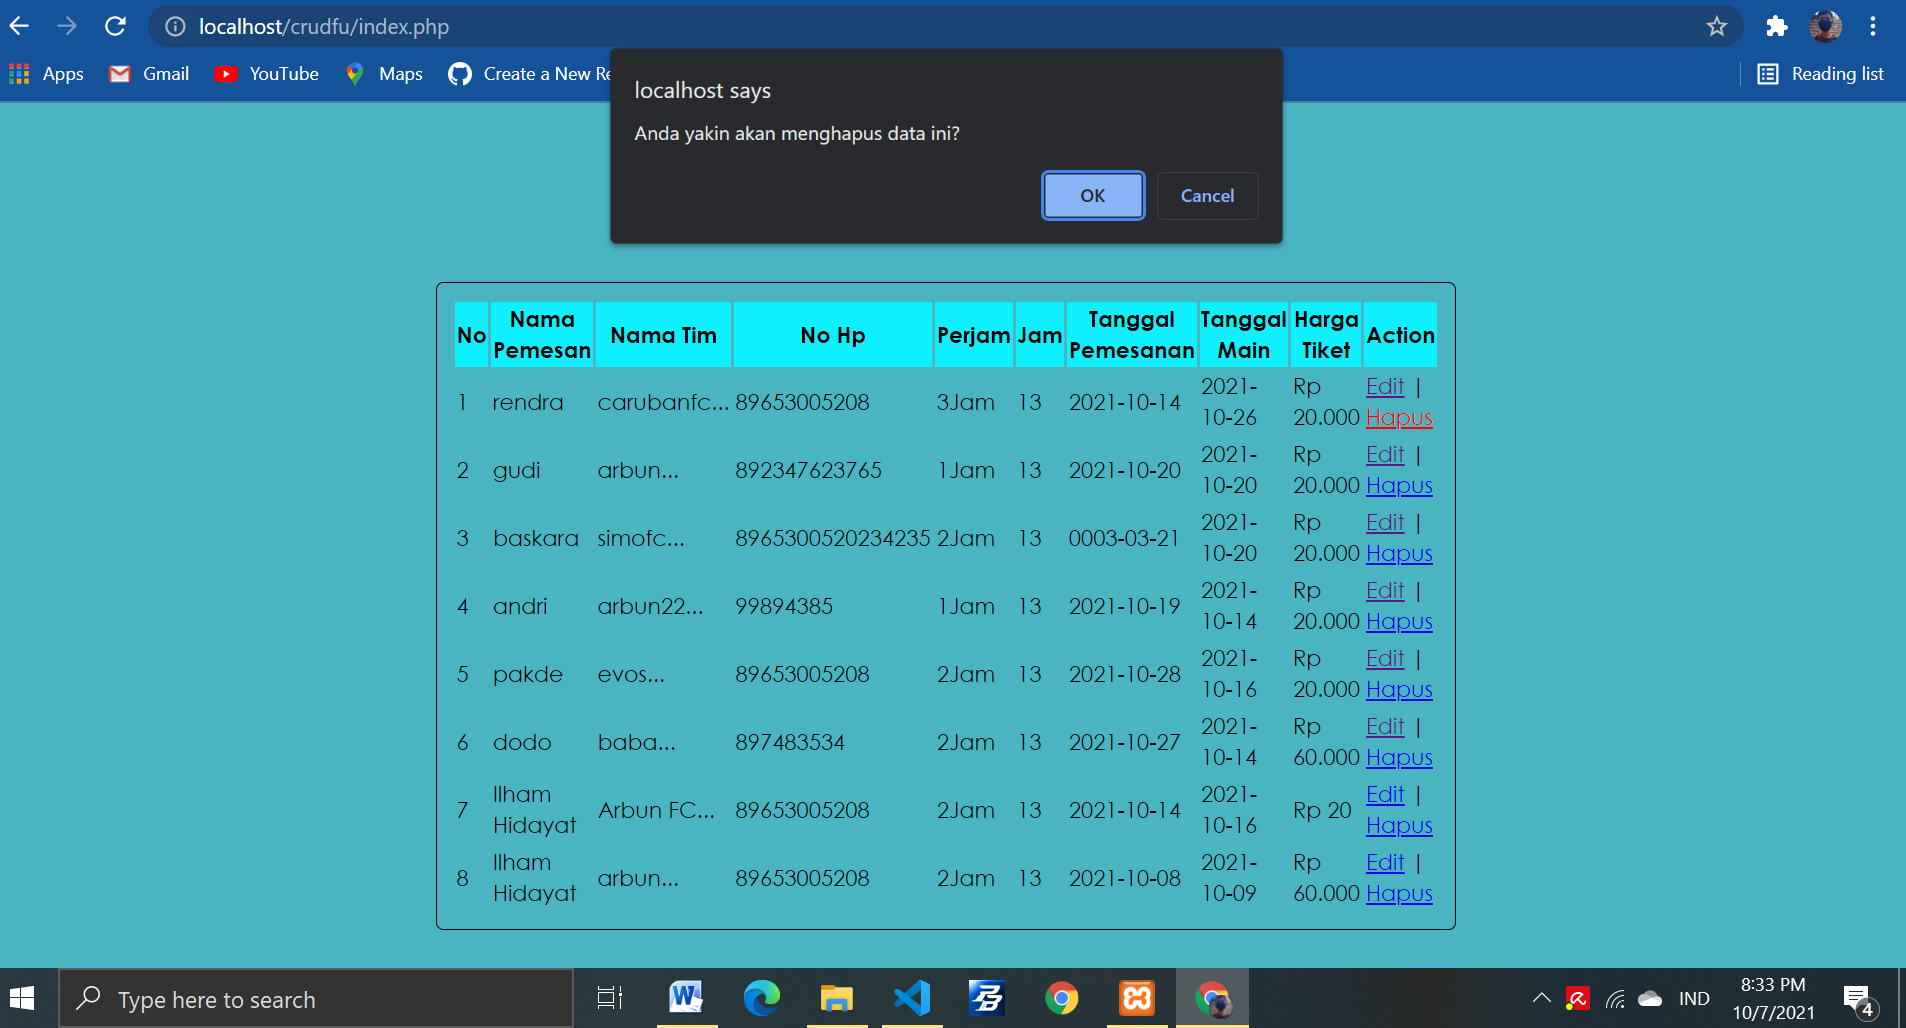 localhost/crudfu/index.php
Apps Gmail YouTube Maps Create a New Re Reading list
localhost says
Anda yakin akan menghapus data ini?
OK Cancel
No Nama Pemesan Nama Tim No Hp Perjam Jam Tanggal Pemesanan Tanggal Main Harga Tiket Action
1 rendra carubanfc... 89653005208 3Jam 13 2021-10-14 2021-10-26 Rp 20.000 Edit | Hapus
2 gudi arbun... 892347623765 1Jam 13 2021-10-20 2021-10-20 Rp 20.000 Edit | Hapus
3 baskara simofc... 8965300520234235 2Jam 13 0003-03-21 2021-10-20 Rp 20.000 Edit | Hapus
4 andri arbun22... 99894385 1Jam 13 2021-10-19 2021-10-14 Rp 20.000 Edit | Hapus
5 pakde evos... 89653005208 2Jam 13 2021-10-28 2021-10-16 Rp 20.000 Edit | Hapus
6 dodo baba... 897483534 2Jam 13 2021-10-27 2021-10-14 Rp 60.000 Edit | Hapus
7 Ilham Hidayat Arbun FC... 89653005208 2Jam 13 2021-10-14 2021-10-16 Rp 20 Edit | Hapus
8 Ilham Hidayat arbun... 89653005208 2Jam 13 2021-10-08 2021-10-09 Rp 60.000 Edit | Hapus
Type here to search
IND
8:33 PM
10/7/2021
4